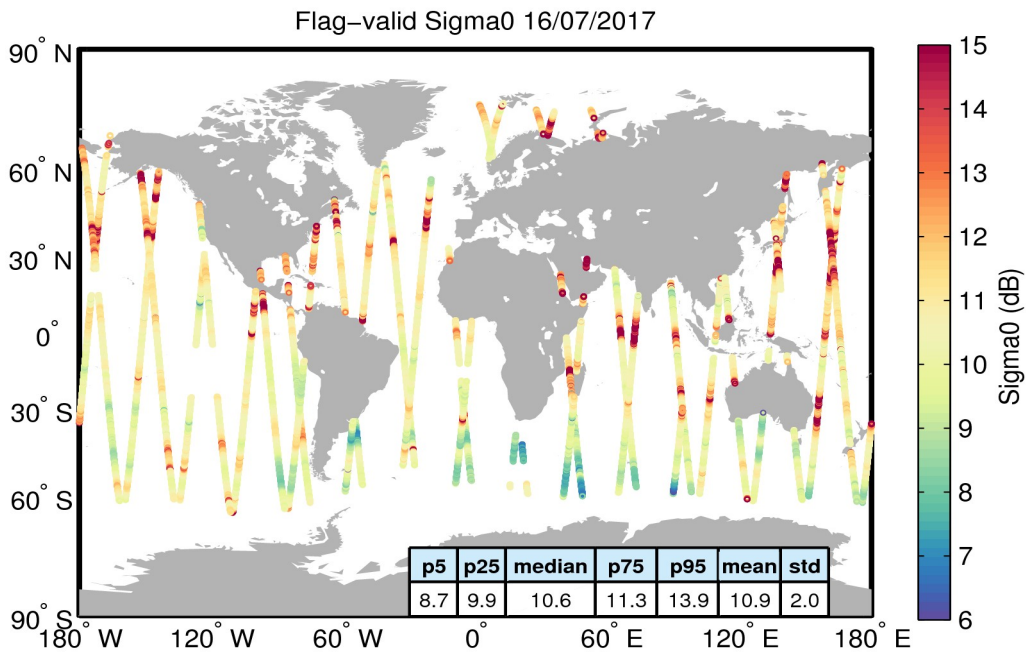 Flag−valid Sigma0 16/07/2017
90° N
60° N
30° N
0°
30° S
60° S
90° S
180° W
120° W
60° W
0°
60° E
120° E
180° E
p5 p25 median p75 p95 mean std
8.7 9.9 10.6 11.3 13.9 10.9 2.0
15
14
13
12
11
10
9
8
7
6
Sigma0 (dB)